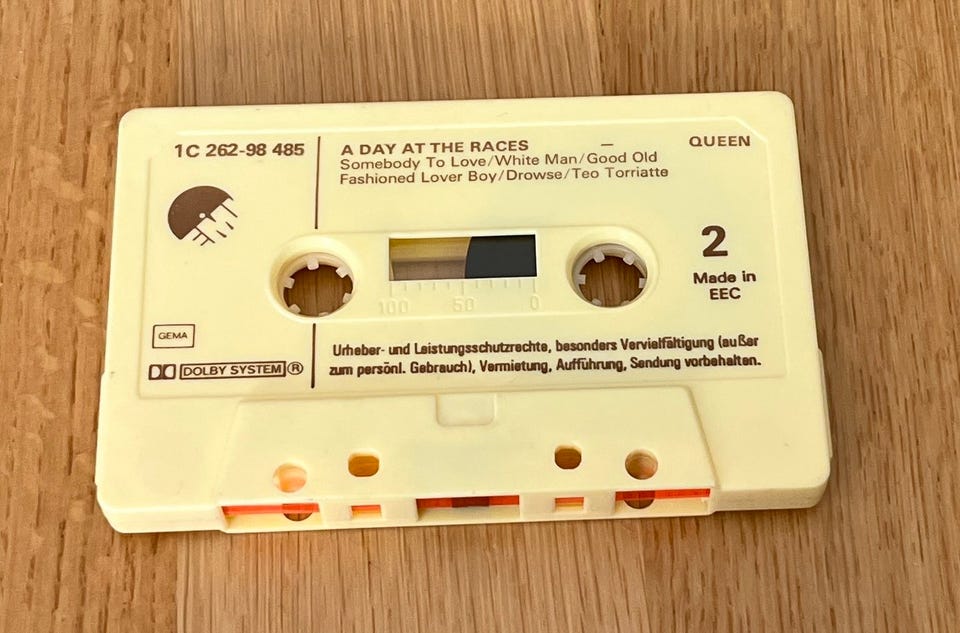 1C 262-98 485
A DAY AT THE RACES – QUEEN
Somebody To Love/White Man/Good Old
Fashioned Lover Boy/Drowse/Teo Torriatte
2
Made in
EEC
100 50 0
GEMA
DOLBY SYSTEM®
Urheber- und Leistungsschutzrechte, besonders Vervielfältigung (außer
zum persönl. Gebrauch), Vermietung, Aufführung, Sendung vorbehalten.